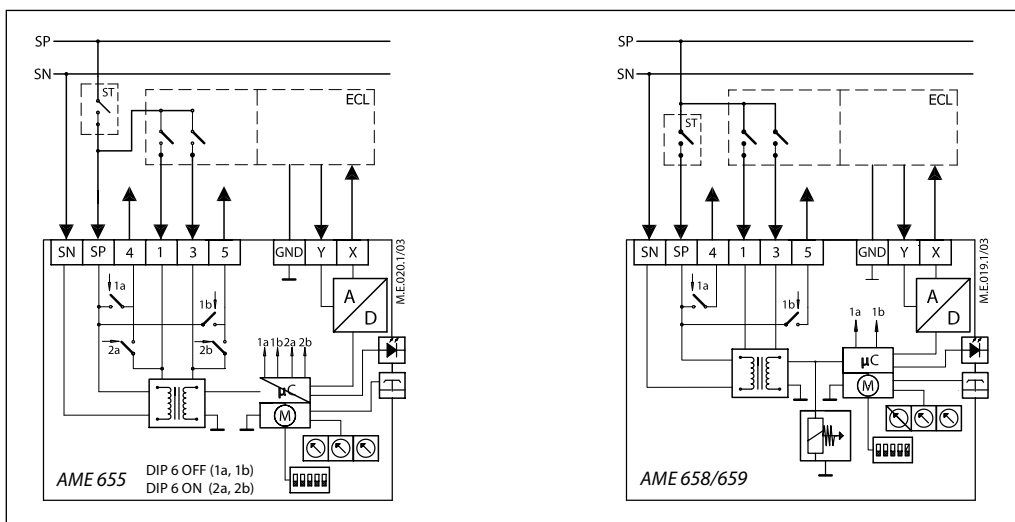 SP
SN
ST
ECL
SN SP 4 1 3 5 GND Y X
1a
1b
2a
2b
A
D
1a 1b 2a 2b
µC
M
AME 655
DIP 6 OFF (1a, 1b)
DIP 6 ON (2a, 2b)
M.E.020.1/03
SP
SN
ST
ECL
SN SP 4 1 3 5 GND Y X
1a
1b
A
D
1a 1b
µC
M
AME 658/659
M.E.019.1/03